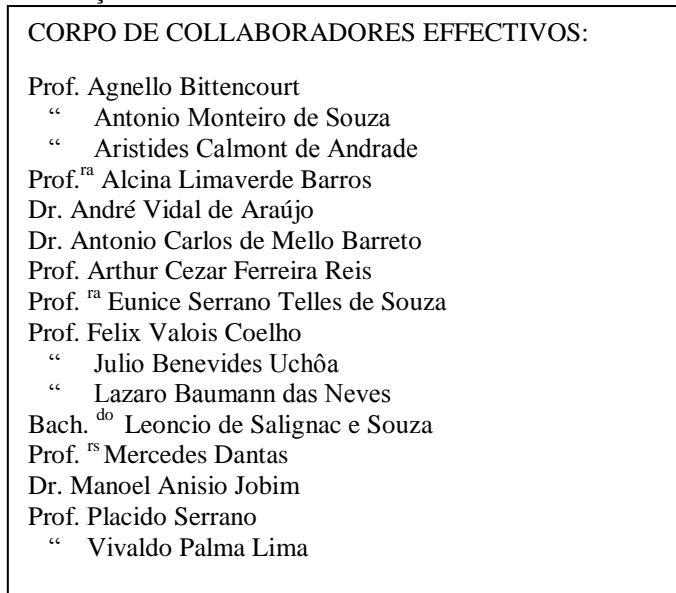 CORPO DE COLLABORADORES EFFECTIVOS:
Prof. Agnello Bittencourt
“ Antonio Monteiro de Souza
“ Aristides Calmont de Andrade
Prof.ra Alcina Limaverde Barros
Dr. André Vidal de Araújo
Dr. Antonio Carlos de Mello Barreto
Prof. Arthur Cezar Ferreira Reis
Prof. ra Eunice Serrano Telles de Souza
Prof. Felix Valois Coelho
“ Julio Benevides Uchôa
“ Lazaro Baumann das Neves
Bach. do Leoncio de Salignac e Souza
Prof. rs Mercedes Dantas
Dr. Manoel Anisio Jobim
Prof. Placido Serrano
“ Vivaldo Palma Lima